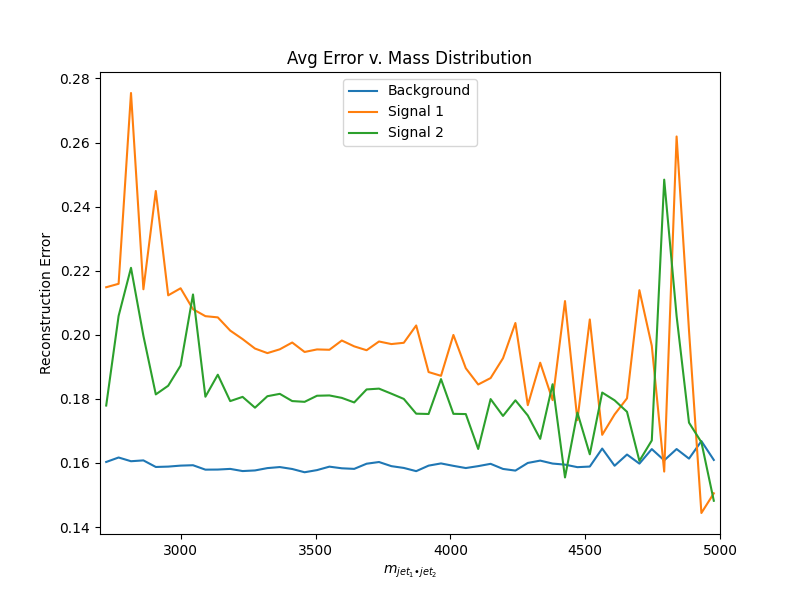 Avg Error v. Mass Distribution
Background
Signal 1
Signal 2
0.28
0.26
0.24
0.22
0.20
0.18
0.16
0.14
Reconstruction Error
3000 3500 4000 4500 5000
m_{jet_1•jet_2}